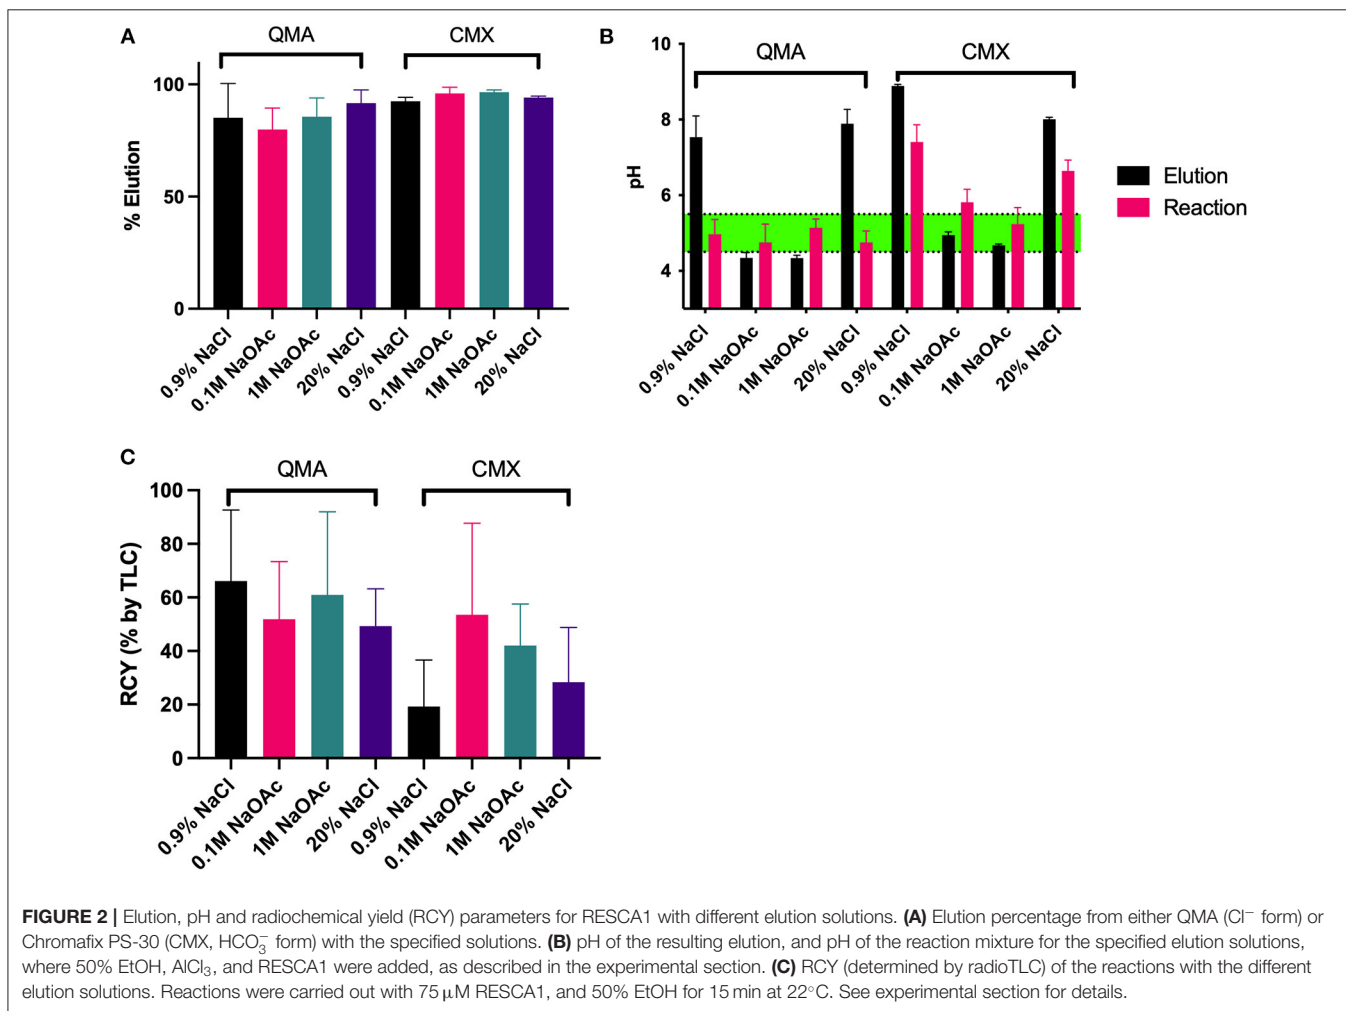 A
QMA
CMX
100
50
0
% Elution
0.9% NaCl
0.1M NaOAc
1M NaOAc
20% NaCl
0.9% NaCl
0.1M NaOAc
1M NaOAc
20% NaCl
B
QMA
CMX
10
8
6
4
pH
0.9% NaCl
0.1M NaOAc
1M NaOAc
20% NaCl
0.9% NaCl
0.1M NaOAc
1M NaOAc
20% NaCl
Elution
Reaction
C
QMA
CMX
100
80
60
40
20
0
RCY (% by TLC)
0.9% NaCl
0.1M NaOAc
1M NaOAc
20% NaCl
0.9% NaCl
0.1M NaOAc
1M NaOAc
20% NaCl
FIGURE 2 | Elution, pH and radiochemical yield (RCY) parameters for RESCA1 with different elution solutions. (A) Elution percentage from either QMA (Cl⁻ form) or
Chromafix PS-30 (CMX, HCO₃⁻ form) with the specified solutions. (B) pH of the resulting elution, and pH of the reaction mixture for the specified elution solutions,
where 50% EtOH, AlCl₃, and RESCA1 were added, as described in the experimental section. (C) RCY (determined by radioTLC) of the reactions with the different
elution solutions. Reactions were carried out with 75 μM RESCA1, and 50% EtOH for 15 min at 22°C. See experimental section for details.